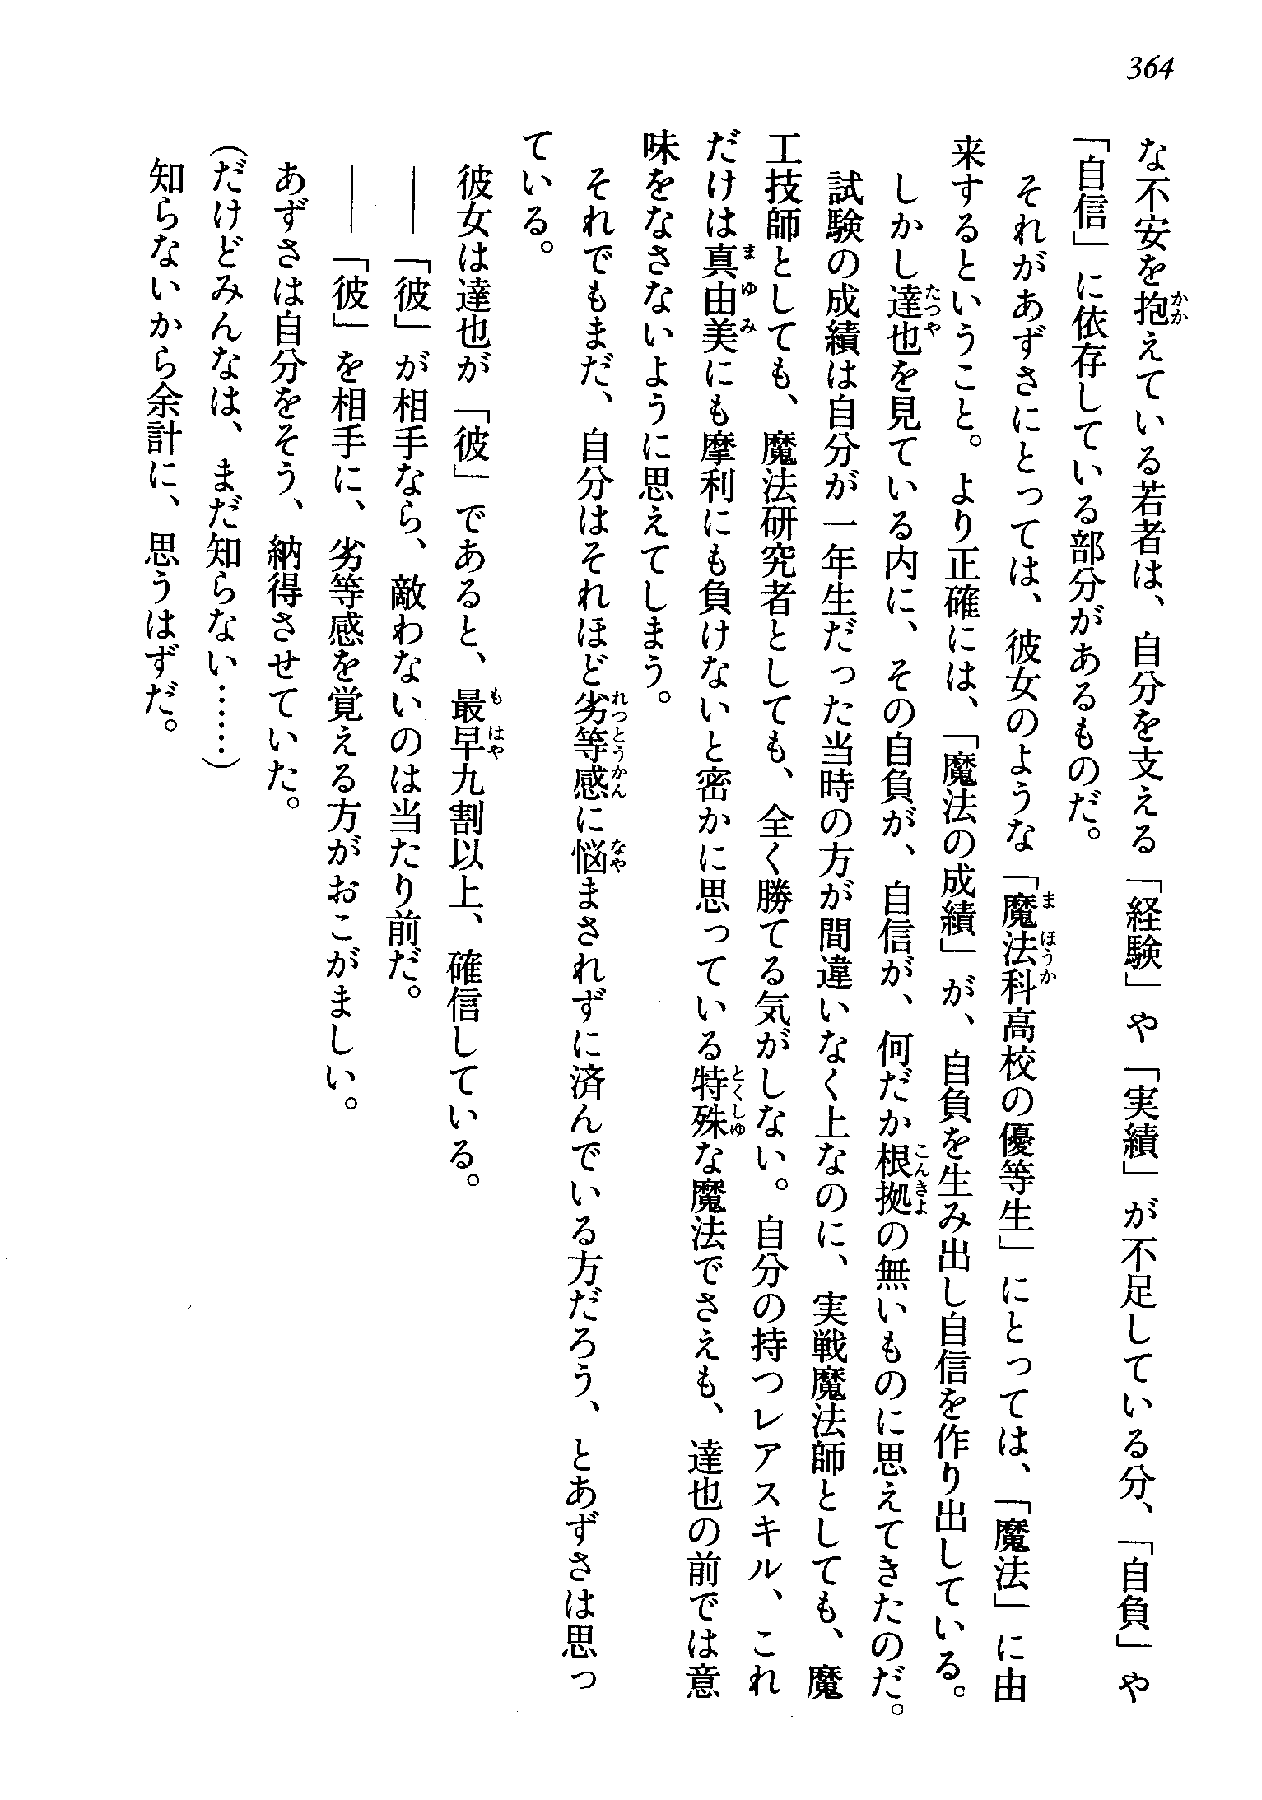 364
な不安を抱えている若者は、自分を支える「経験」や「実績」が不足している分、「自負」や
「自信」に依存している部分があるものだ。
それがあずさにとっては、彼女のような「魔法科高校の優等生」にとっては、「魔法」に由
来するということ。より正確には、「魔法の成績」が、自負を生み出し自信を作り出している。
しかし達也を見ている内に、その自負が、自信が、何だか根拠の無いものに思えてきたのだ。
試験の成績は自分が一年生だった当時の方が間違いなく上なのに、実戦魔法師としても、魔
工技師としても、魔法研究者としても、全く勝てる気がしない。自分の持つレアスキル、これ
だけは真由美にも摩利にも負けないと密かに思っている特殊な魔法でさえも、達也の前では意
味をなさないように思えてしまう。
それでもまだ、自分はそれほど劣等感に悩まされずに済んでいる方だろう、とあずさは思っ
ている。
彼女は達也が「彼」であると、最早九割以上、確信している。
――「彼」が相手なら、敵わないのは当たり前だ。
――「彼」を相手に、劣等感を覚える方がおこがましい。
あずさは自分をそう、納得させていた。
(だけどみんなは、まだ知らない……)
知らないから余計に、思うはずだ。